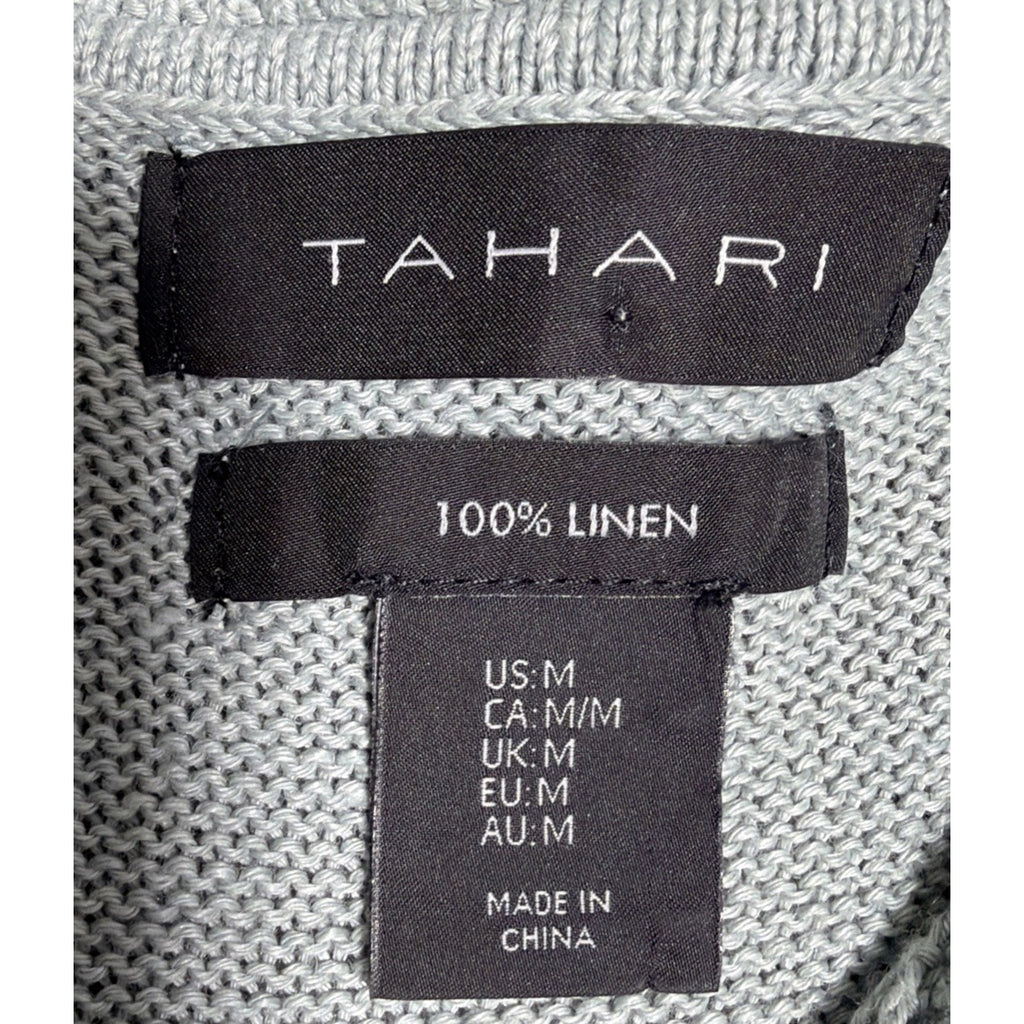 TAHARI
100% LINEN
US: M
CA: M/M
UK: M
EU: M
AU: M
MADE IN
CHINA